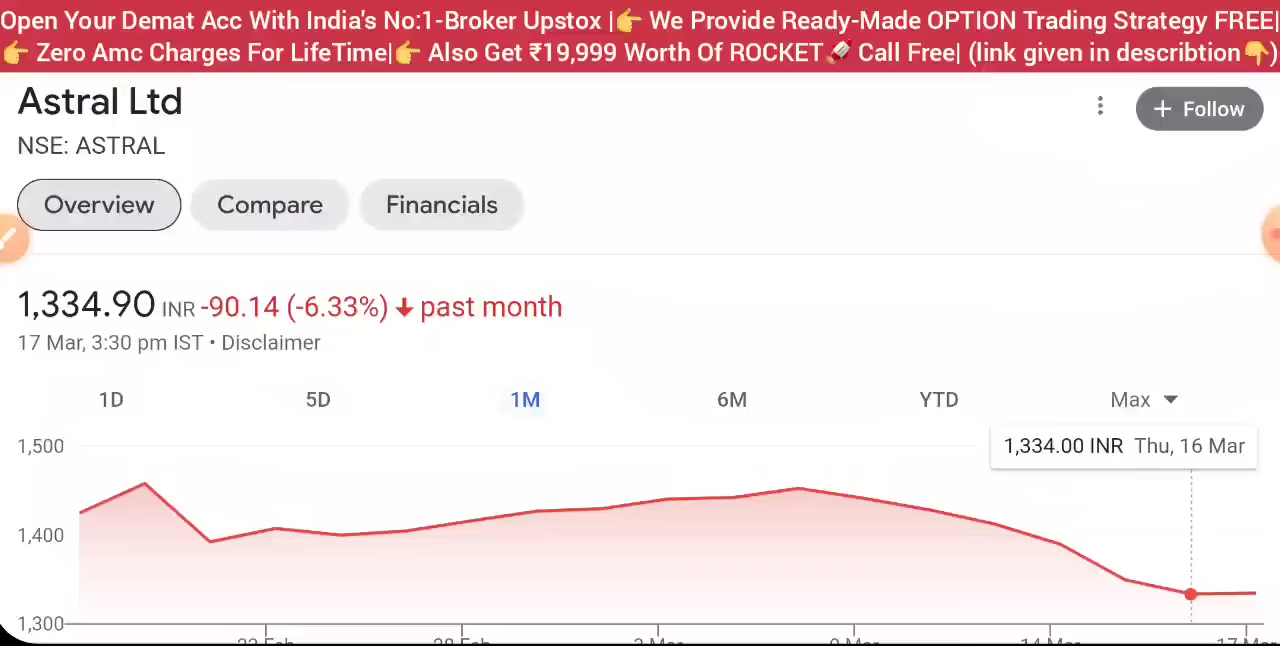 Open Your Demat Acc With India's No:1-Broker Upstox |👉 We Provide Ready-Made OPTION Trading Strategy FREE|
👉 Zero Amc Charges For LifeTime|👉 Also Get ₹19,999 Worth Of ROCKET🚀 Call Free| (link given in describtion👇)
Astral Ltd
+ Follow
NSE: ASTRAL
Overview Compare Financials
1,334.90 INR -90.14 (-6.33%) ↓ past month
17 Mar, 3:30 pm IST • Disclaimer
1D 5D 1M 6M YTD Max
1,500
1,334.00 INR Thu, 16 Mar
1,400
1,300